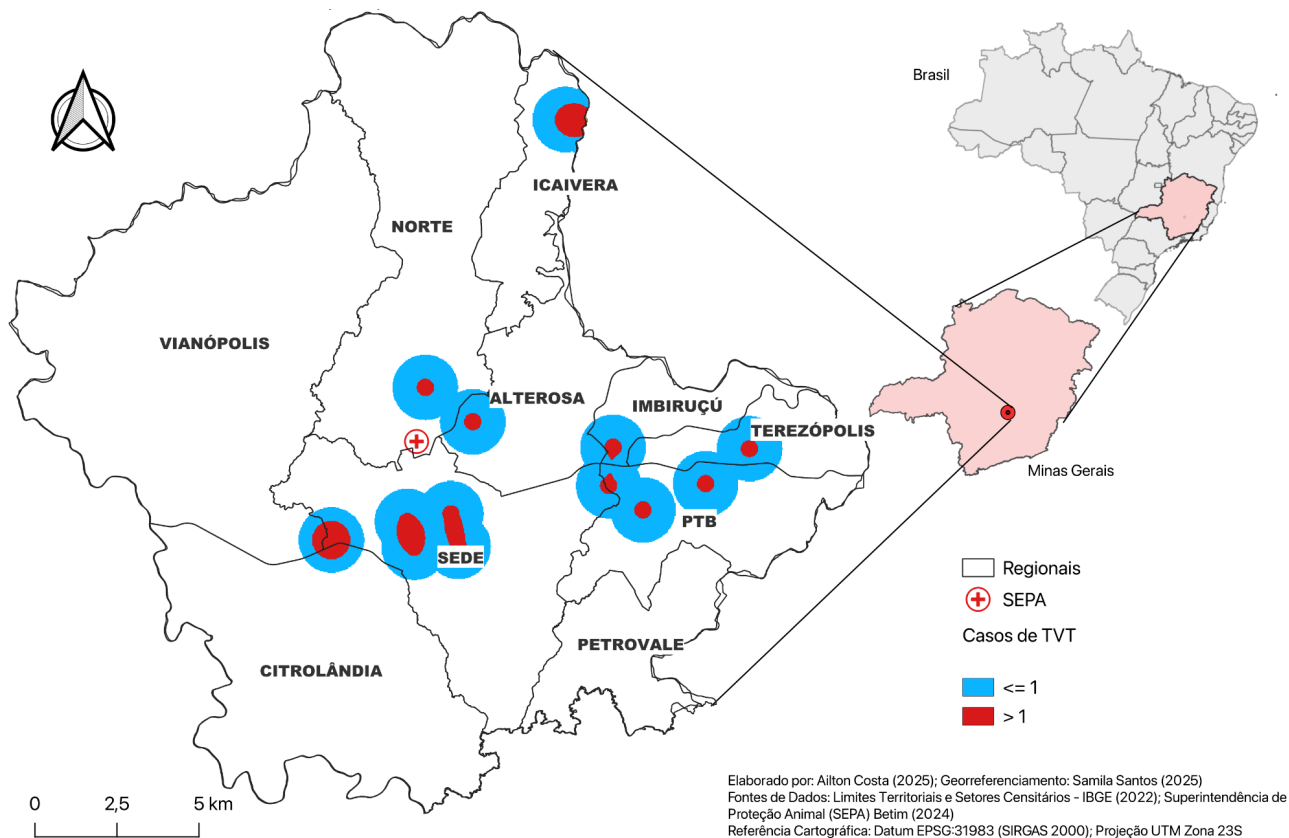 Brasil
ICAIVERA
NORTE
VIANÓPOLIS
ALTEROSA
IMBIRUÇÚ
TEREZÓPOLIS
PTB
SEDE
PETROVALE
CITROLÂNDIA
Minas Gerais
Regionais
SEPA
Casos de TVT
<= 1
> 1
0 2,5 5 km
Elaborado por: Ailton Costa (2025); Georreferenciamento: Samila Santos (2025)
Fontes de Dados: Limites Territoriais e Setores Censitários - IBGE (2022); Superintendência de
Proteção Animal (SEPA) Betim (2024)
Referência Cartográfica: Datum EPSG:31983 (SIRGAS 2000); Projeção UTM Zona 23S